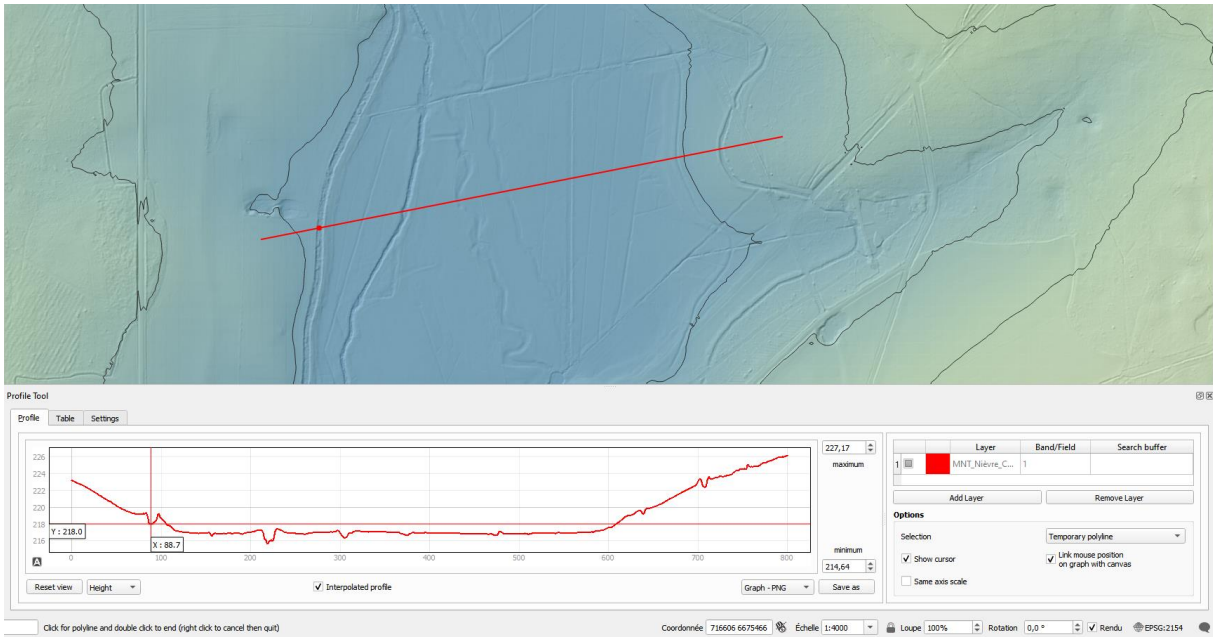 Profile Tool
Profile Table Settings
226
224
222
220
218
216
Y : 218.0
X : 88.7
0 100 200 300 400 500 600 700 800
A
227,17
maximum
minimum
214,64
Layer Band/Field Search buffer
1 MNT_Nièvre_C... 1
Add Layer Remove Layer
Options
Selection Temporary polyline
Show cursor Link mouse position
on graph with canvas
Same axis scale
Reset view Height Interpolated profile Graph - PNG Save as
Click for polyline and double click to end (right click to cancel then quit) Coordonnée 716606 6675466 Échelle 1:4000 Loupe 100% Rotation 0,0 ° Rendu EPSG:2154